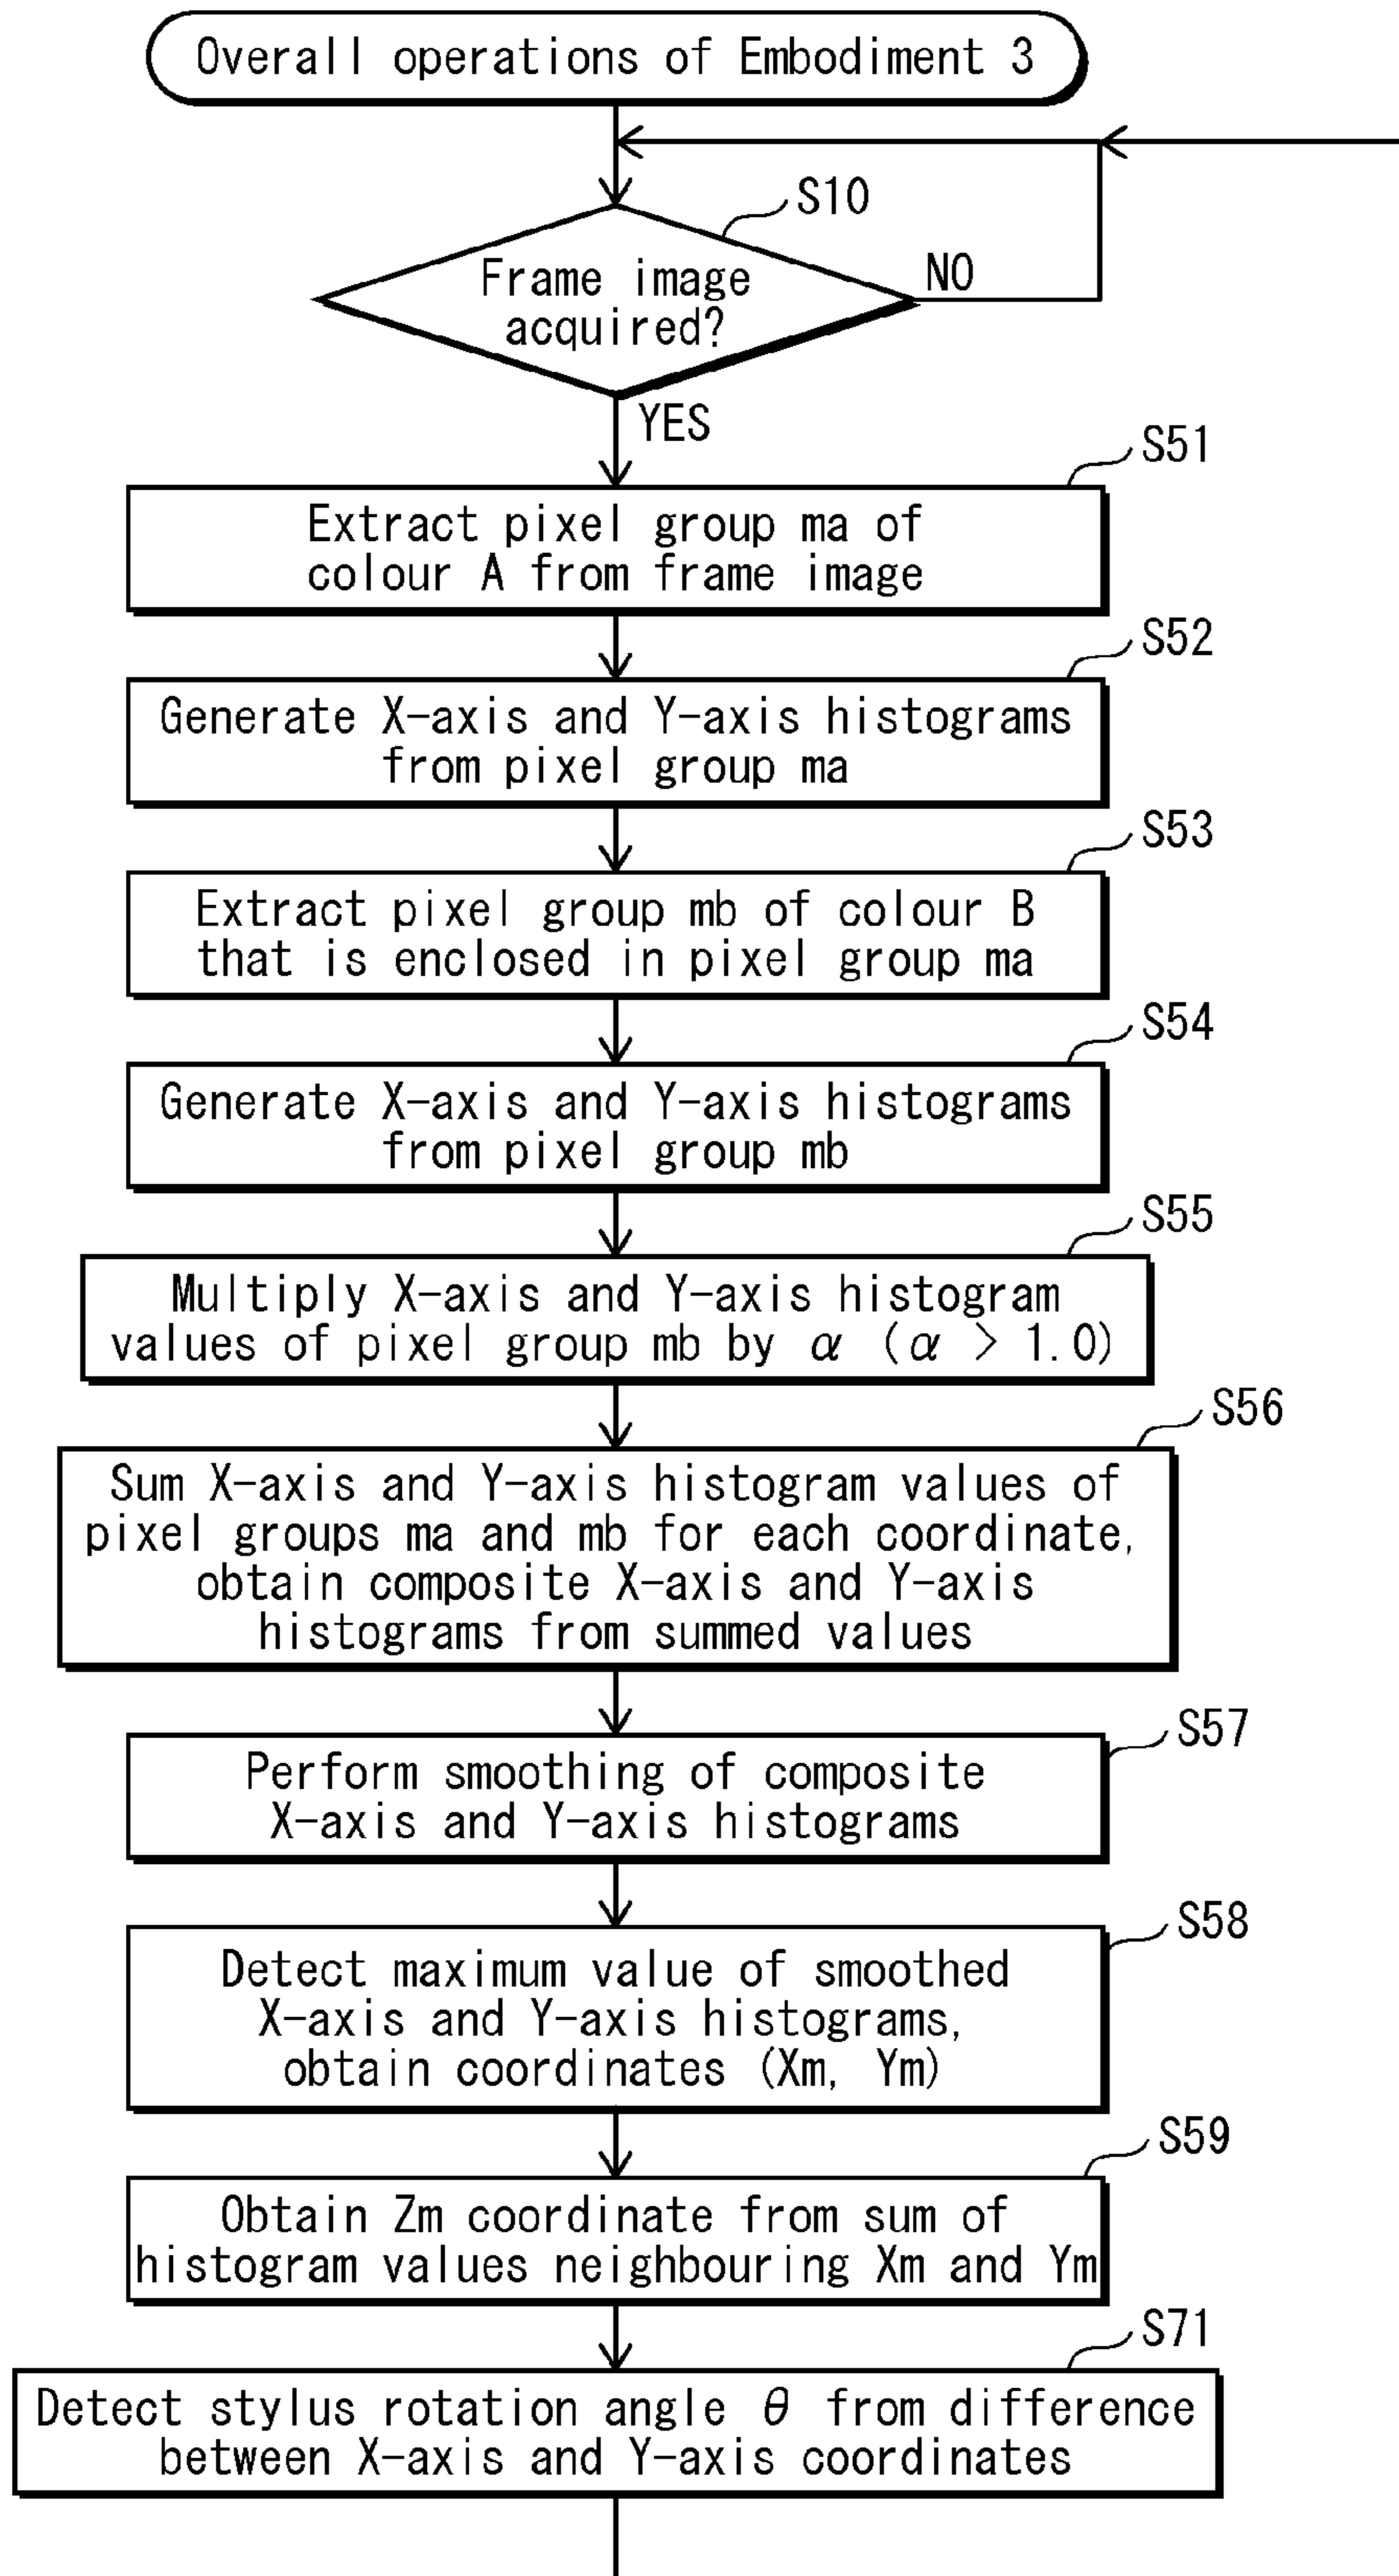 Overall operations of Embodiment 3
S10
Frame image
acquired?
NO
YES
S51
Extract pixel group ma of
colour A from frame image
S52
Generate X-axis and Y-axis histograms
from pixel group ma
S53
Extract pixel group mb of colour B
that is enclosed in pixel group ma
S54
Generate X-axis and Y-axis histograms
from pixel group mb
S55
Multiply X-axis and Y-axis histogram
values of pixel group mb by α (α > 1.0)
S56
Sum X-axis and Y-axis histogram values of
pixel groups ma and mb for each coordinate,
obtain composite X-axis and Y-axis
histograms from summed values
S57
Perform smoothing of composite
X-axis and Y-axis histograms
S58
Detect maximum value of smoothed
X-axis and Y-axis histograms,
obtain coordinates (Xm, Ym)
S59
Obtain Zm coordinate from sum of
histogram values neighbouring Xm and Ym
S71
Detect stylus rotation angle θ from difference
between X-axis and Y-axis coordinates